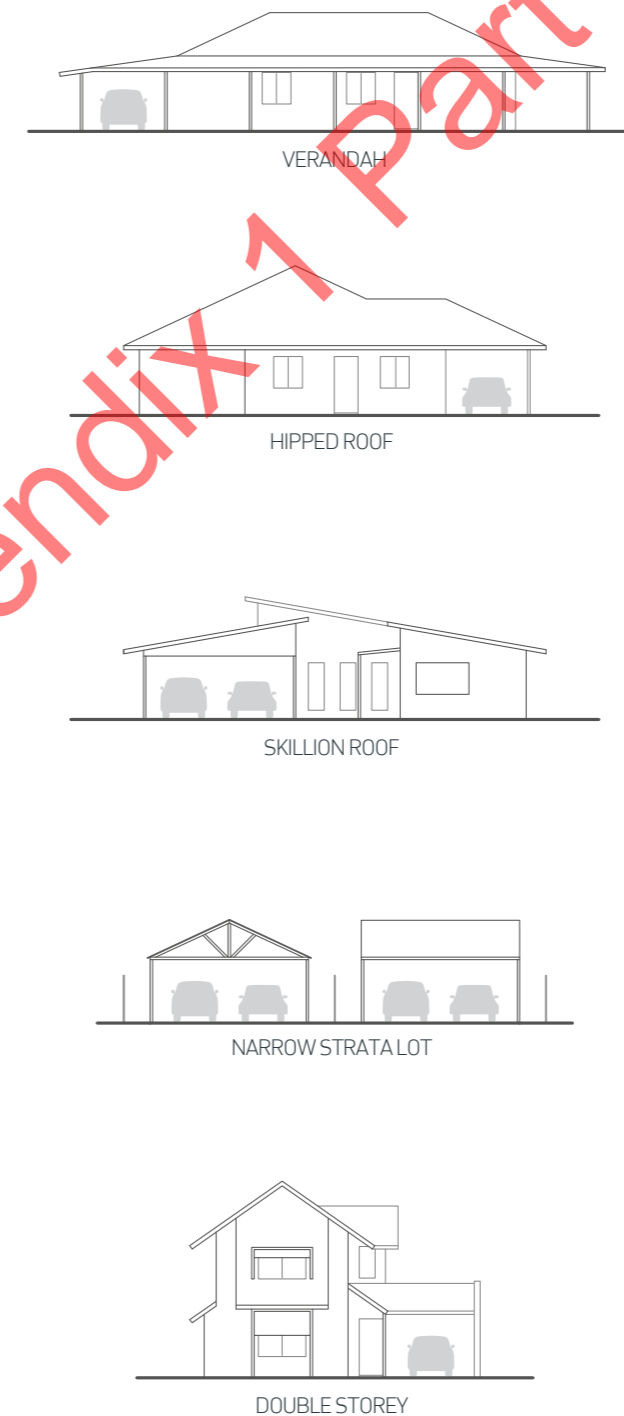 VERANDAH
HIPPED ROOF
SKILLION ROOF
NARROW STRATA LOT
DOUBLE STOREY
endix 1 Part